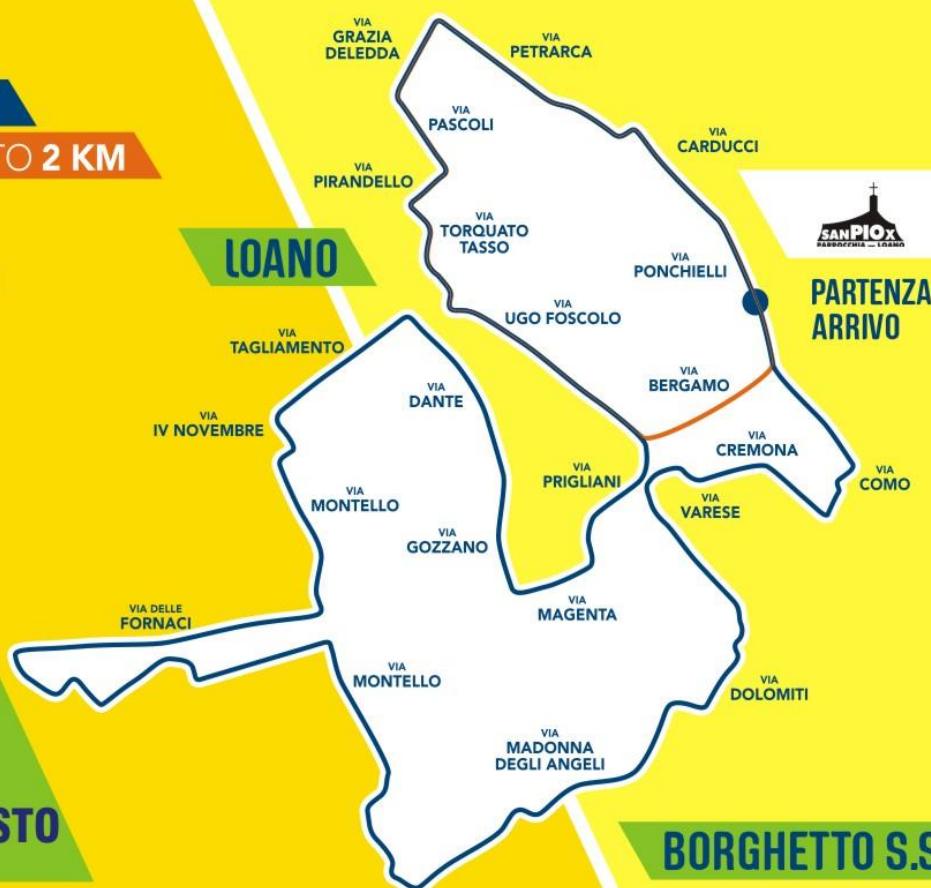 VIA
GRAZIA
DELEDDA
VIA
PETRARCA
TO 2 KM
VIA
PASCOLI
VIA
CARDUCCI
VIA
PIRANDELLO
VIA
TORQUATO
TASSO
SANPIOX
PARROCCHIA — LOANO
LOANO
VIA
PONCHIELLI
PARTENZA
ARRIVO
VIA
UGO FOSCOLO
VIA
TAGLIAMENTO
VIA
BERGAMO
VIA
DANTE
VIA
IV NOVEMBRE
VIA
CREMONA
VIA
PRIGLIANI
VIA
COMO
VIA
MONTELLO
VIA
VARESE
VIA
GOZZANO
VIA
MAGENTA
VIA DELLE
FORNACI
VIA
MONTELLO
VIA
DOLOMITI
VIA
MADONNA
DEGLI ANGELI
STO
BORGHETTO S.S